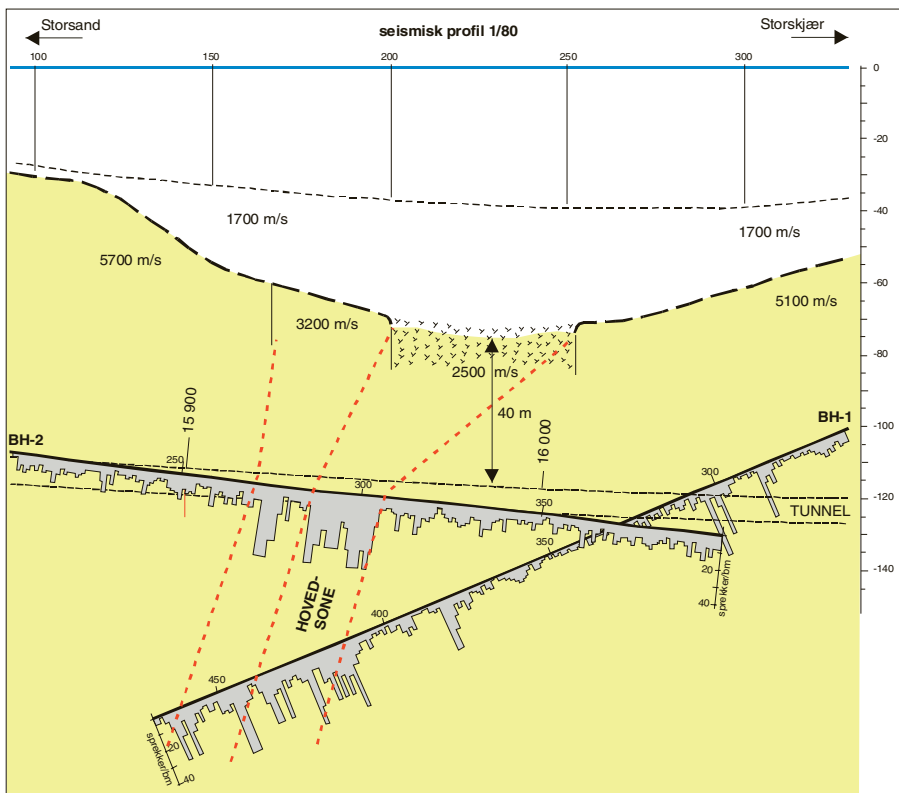 Storsand
seismisk profil 1/80
Storskjær
100
150
200
250
300
-0
-20
-40
-60
-80
-100
-120
-140
1700 m/s
1700 m/s
5700 m/s
3200 m/s
5100 m/s
2500 m/s
40 m
15 900
16 000
BH-2
BH-1
250
300
350
300
350
400
450
TUNNEL
HOVED-
SONE
20
40
sprekker/bm
20
40
sprekker/bm